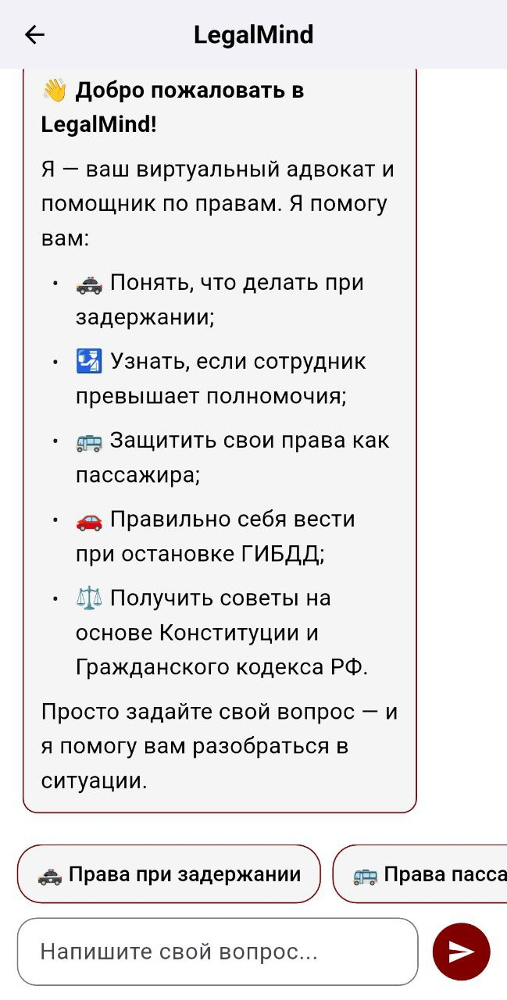 LegalMind
👋 Добро пожаловать в
LegalMind!
Я — ваш виртуальный адвокат и
помощник по правам. Я помогу
вам:
• 🚓 Понять, что делать при
задержании;
• 🛂 Узнать, если сотрудник
превышает полномочия;
• 🚌 Защитить свои права как
пассажира;
• 🚗 Правильно себя вести
при остановке ГИБДД;
• ⚖️ Получить советы на
основе Конституции и
Гражданского кодекса РФ.
Просто задайте свой вопрос — и
я помогу вам разобраться в
ситуации.
🚓 Права при задержании
🚌 Права пасса
Напишите свой вопрос...